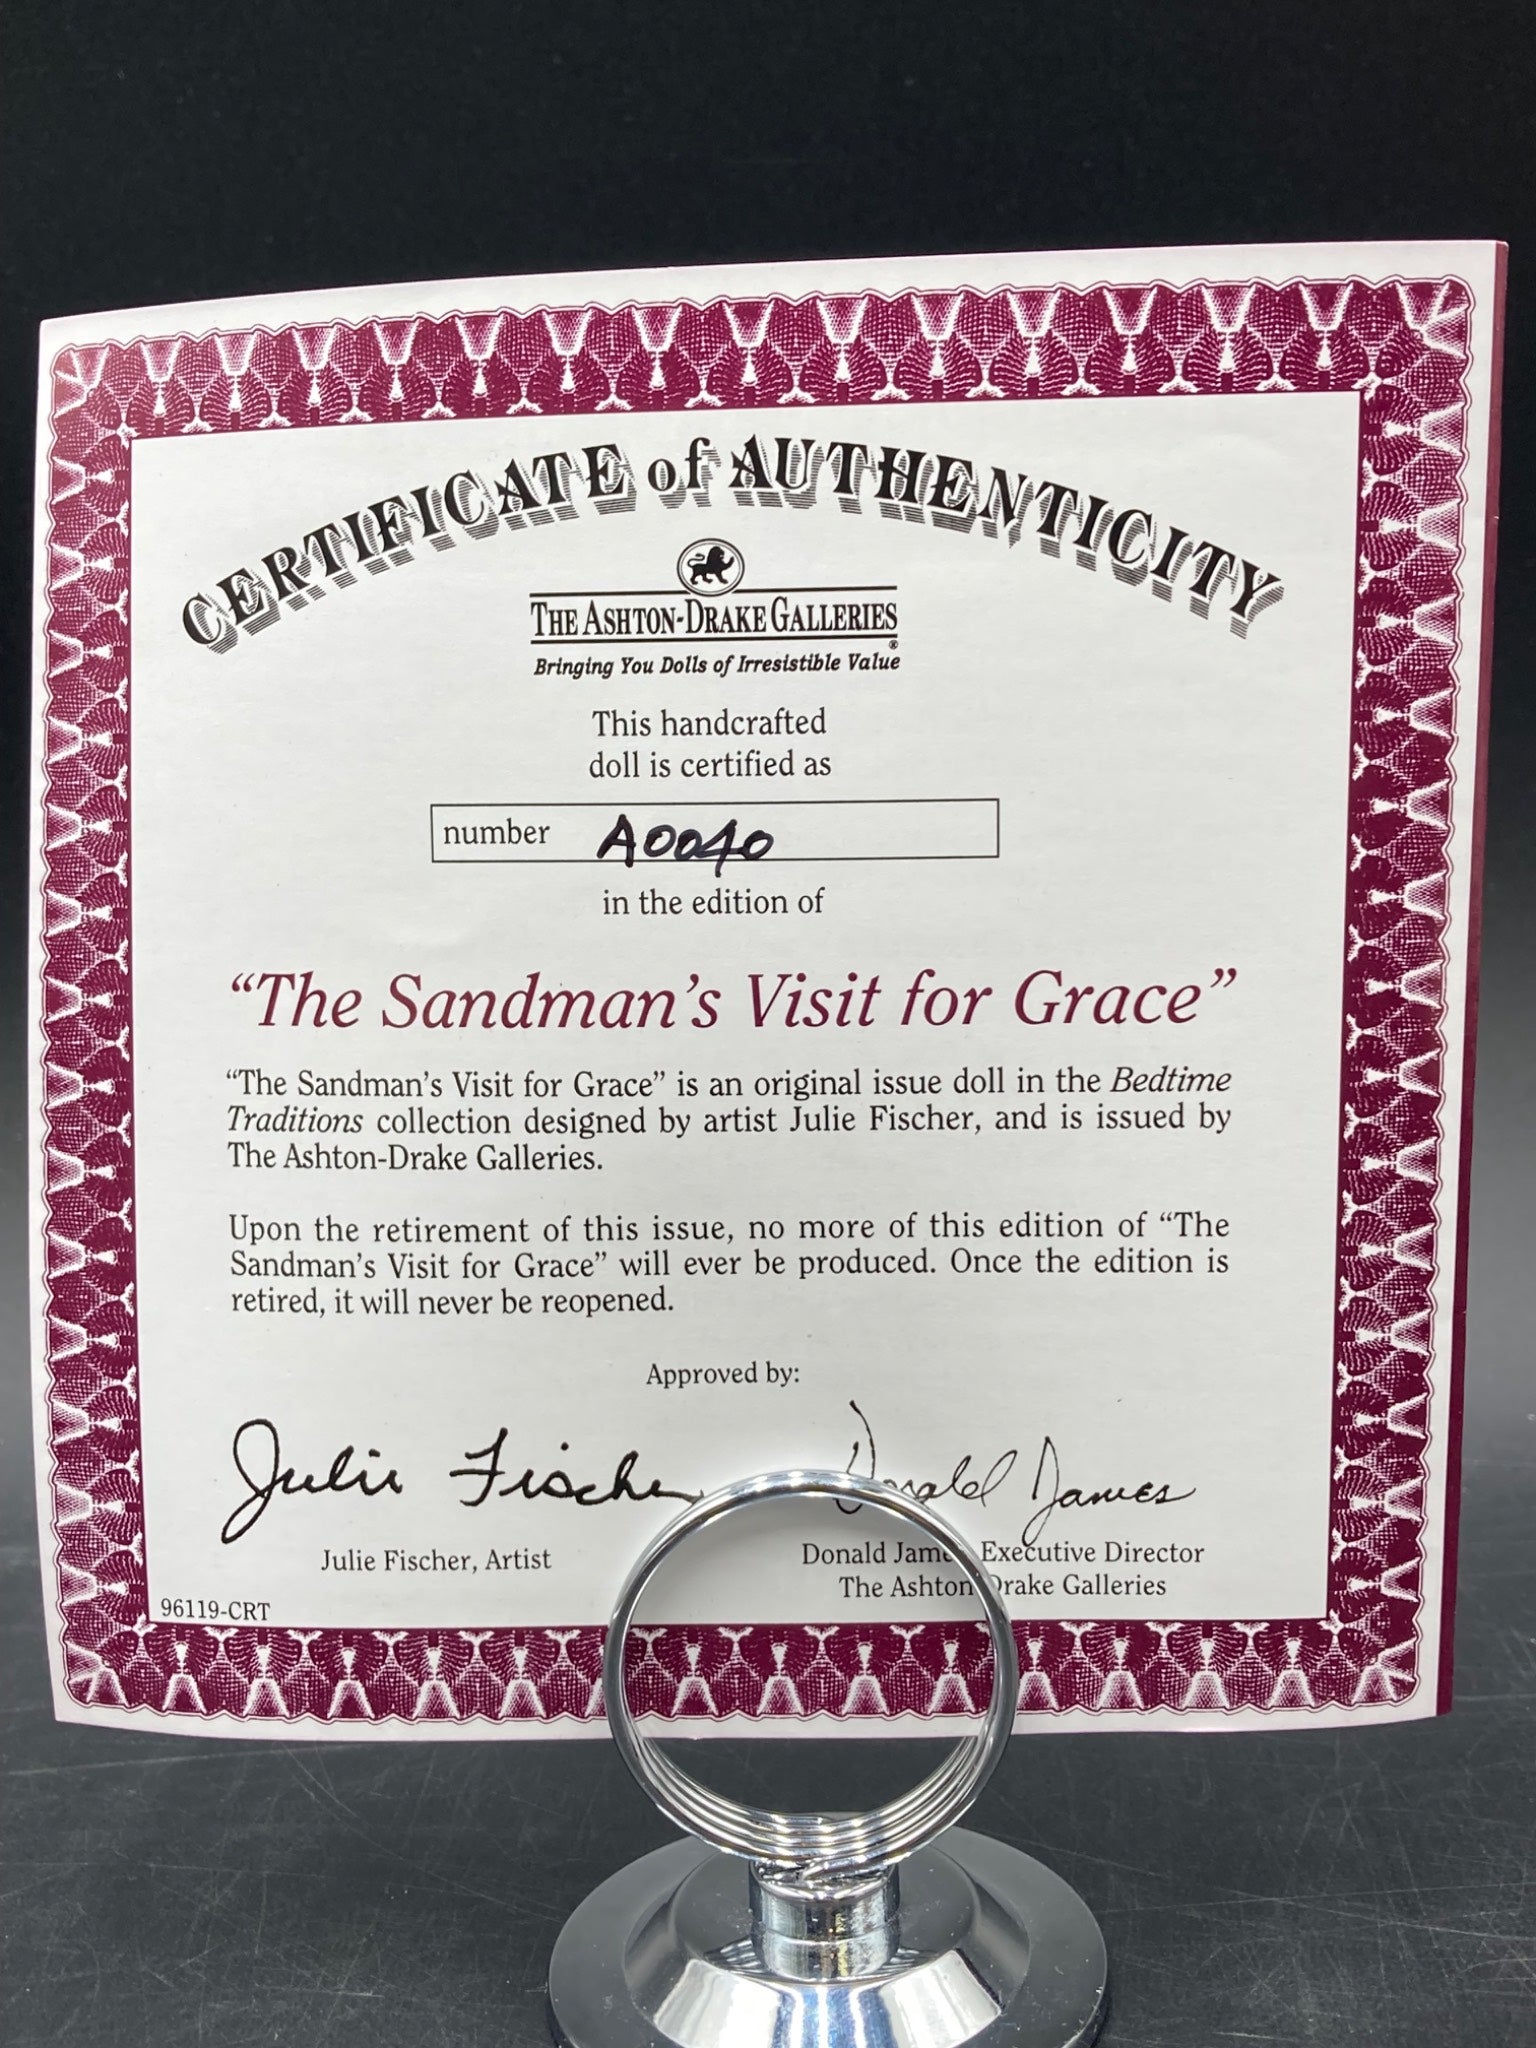 CERTIFICATE of AUTHENTICITY
THE ASHTON-DRAKE GALLERIES®
Bringing You Dolls of Irresistible Value
This handcrafted
doll is certified as
number A0040
in the edition of
“The Sandman’s Visit for Grace”
“The Sandman’s Visit for Grace” is an original issue doll in the Bedtime
Traditions collection designed by artist Julie Fischer, and is issued by
The Ashton-Drake Galleries.
Upon the retirement of this issue, no more of this edition of “The
Sandman’s Visit for Grace” will ever be produced. Once the edition is
retired, it will never be reopened.
Approved by:
Julie Fischer Donald James
Julie Fischer, Artist
Donald James, Executive Director
The Ashton-Drake Galleries
96119-CRT